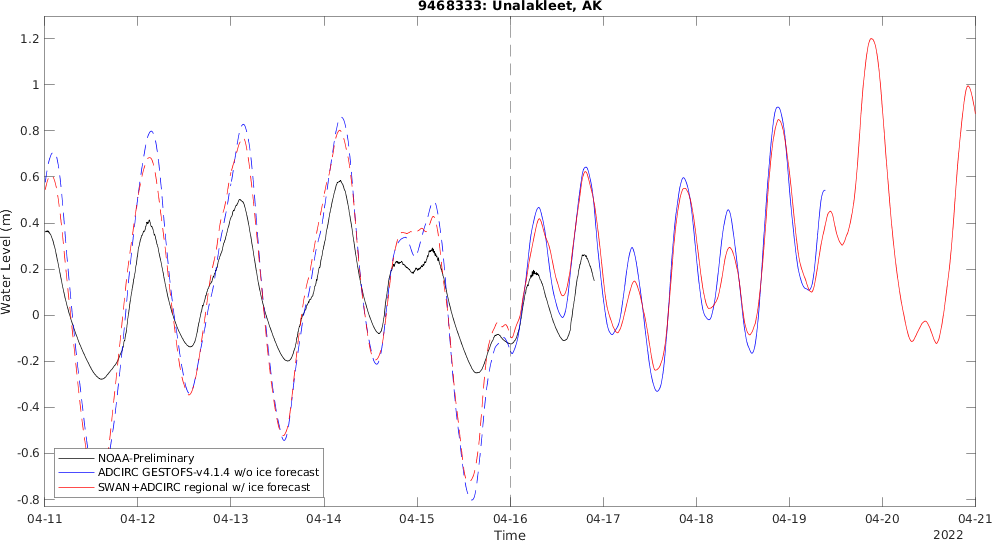 9468333: Unalakleet, AK
1.2
1
0.8
0.6
0.4
0.2
0
-0.2
-0.4
-0.6
-0.8
Water Level (m)
NOAA-Preliminary
ADCIRC GESTOFS-v4.1.4 w/o ice forecast
SWAN+ADCIRC regional w/ ice forecast
04-11 04-12 04-13 04-14 04-15 04-16 04-17 04-18 04-19 04-20 04-21
Time
2022